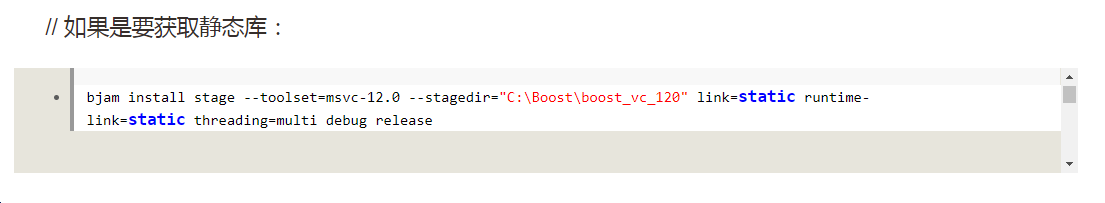 // 如果是要获取静态库：
bjam install stage --toolset=msvc-12.0 --stagedir="C:\Boost\boost_vc_120" link=static runtime-
link=static threading=multi debug release